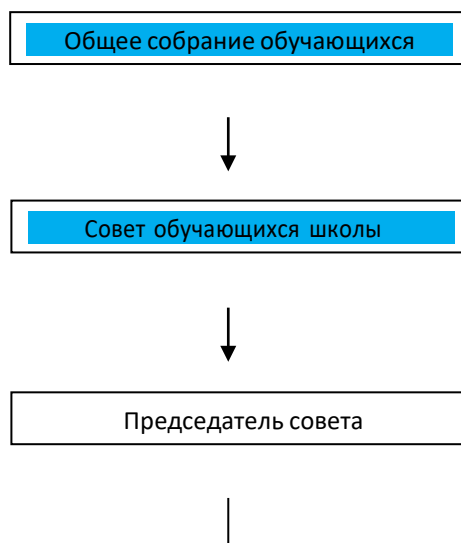 Общее собрание обучающихся
Совет обучающихся школы
Председатель совета